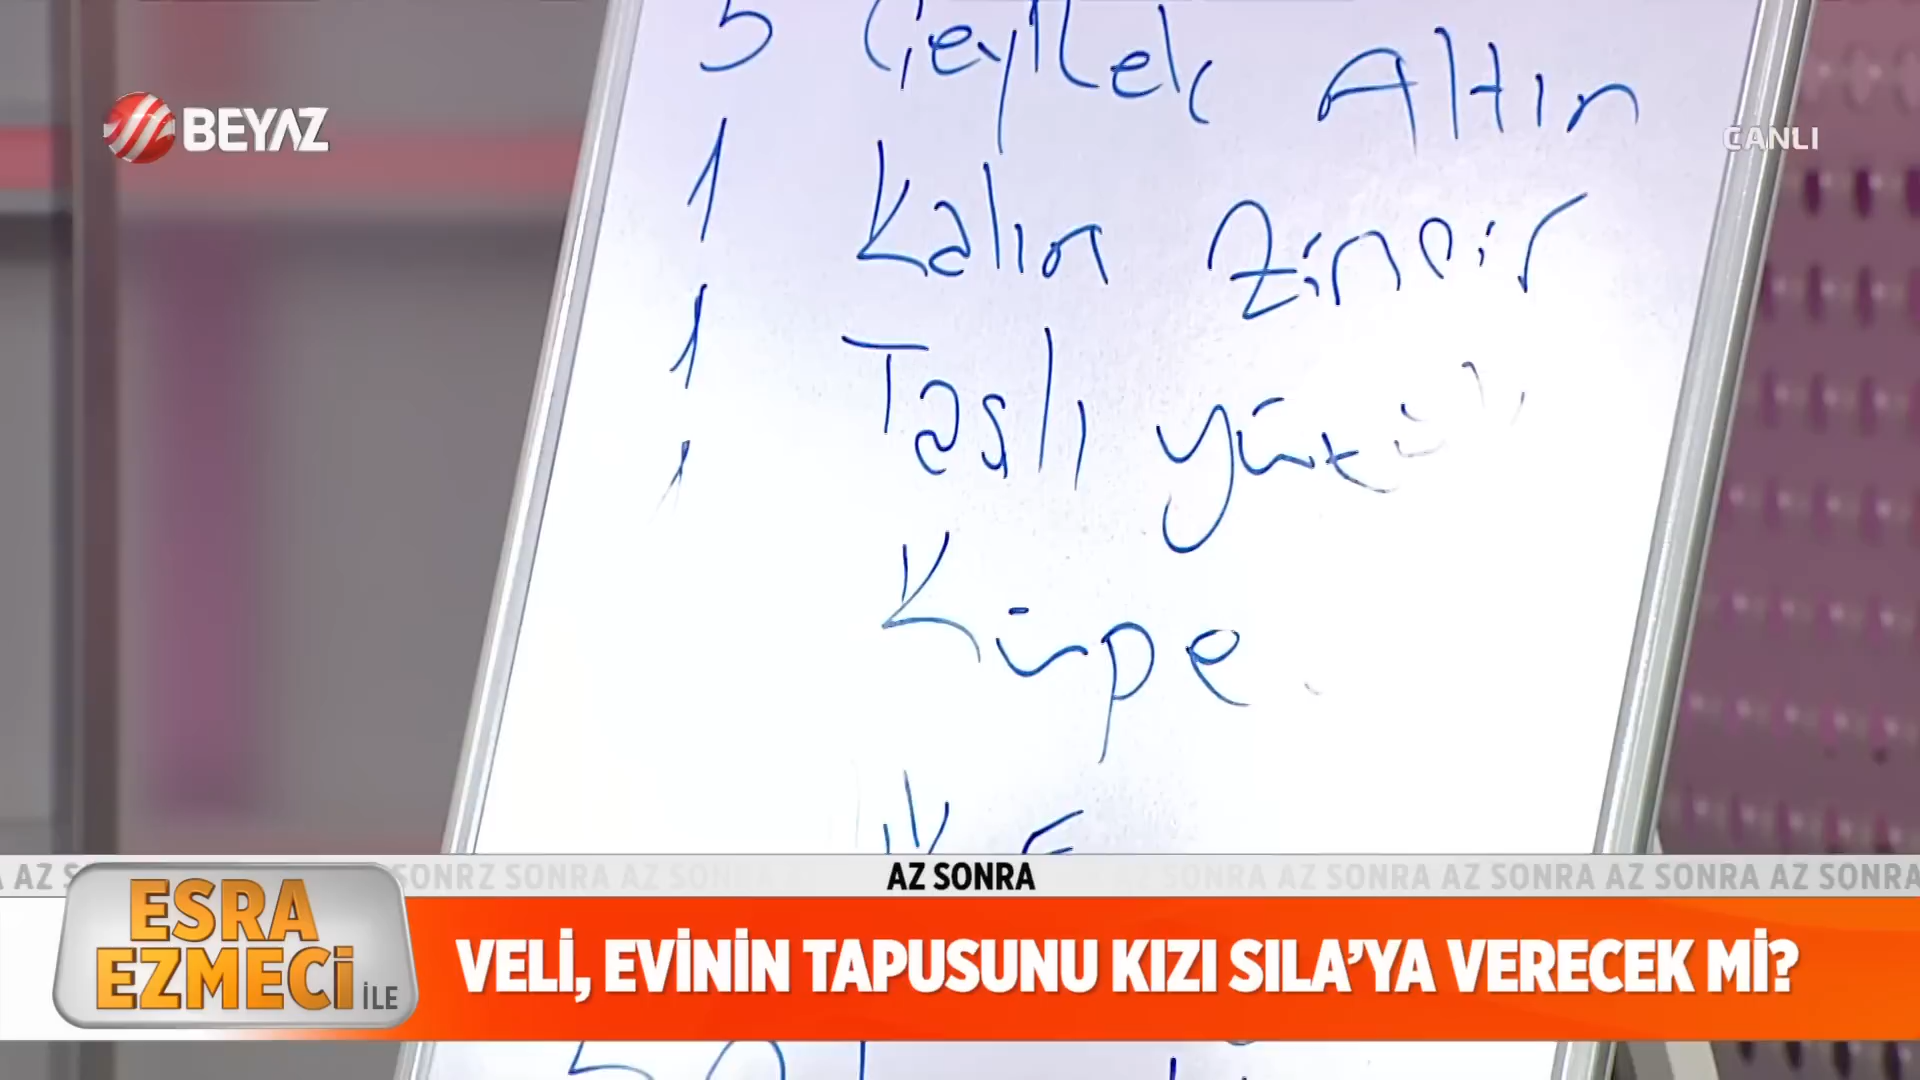 5 Çeyrek Altın
BEYAZ
CANLI
1 Kalın Zincir
1 Taşlı yüzük
1
Küpe
AZ SONRA
ESRA
EZMECİ İLE
VELİ, EVİNİN TAPUSUNU KIZI SILA'YA VERECEK Mİ?